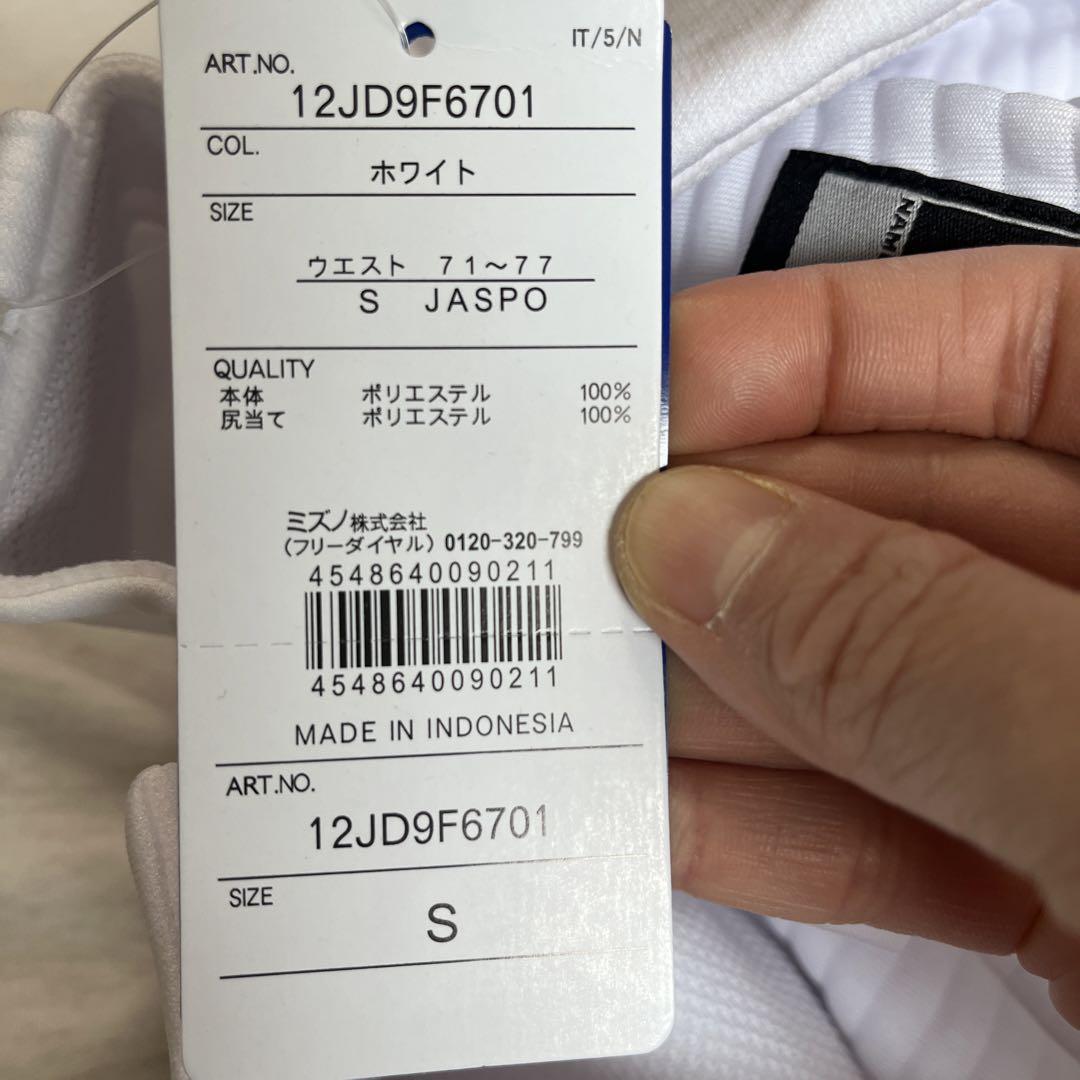 IT/5/N
ART.NO.
12JD9F6701
COL.
ホワイト
SIZE
ウエスト 71〜77
S JASPO
QUALITY
本体 ポリエステル 100%
尻当て ポリエステル 100%
ミズノ株式会社
(フリーダイヤル) 0120-320-799
4548640090211
4548640090211
MADE IN INDONESIA
ART.NO.
12JD9F6701
SIZE
S